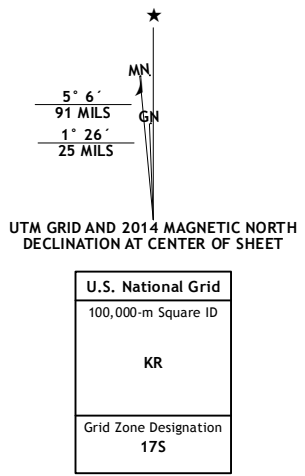 ★
MN
5° 6´
91 MILS
GN
1° 26´
25 MILS
UTM GRID AND 2014 MAGNETIC NORTH
DECLINATION AT CENTER OF SHEET
U.S. National Grid
100,000-m Square ID
KR
Grid Zone Designation
17S